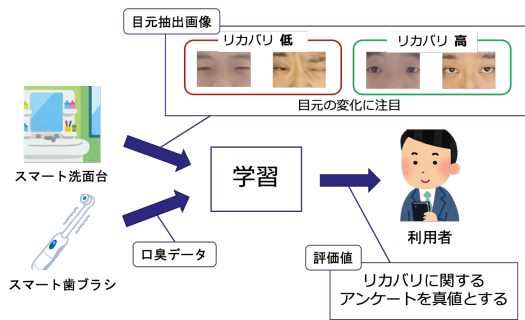 目元抽出画像
リカバリ 低
リカバリ 高
目元の変化に注目
スマート洗面台
学習
利用者
口臭データ
スマート歯ブラシ
評価値
リカバリに関する
アンケートを真値とする